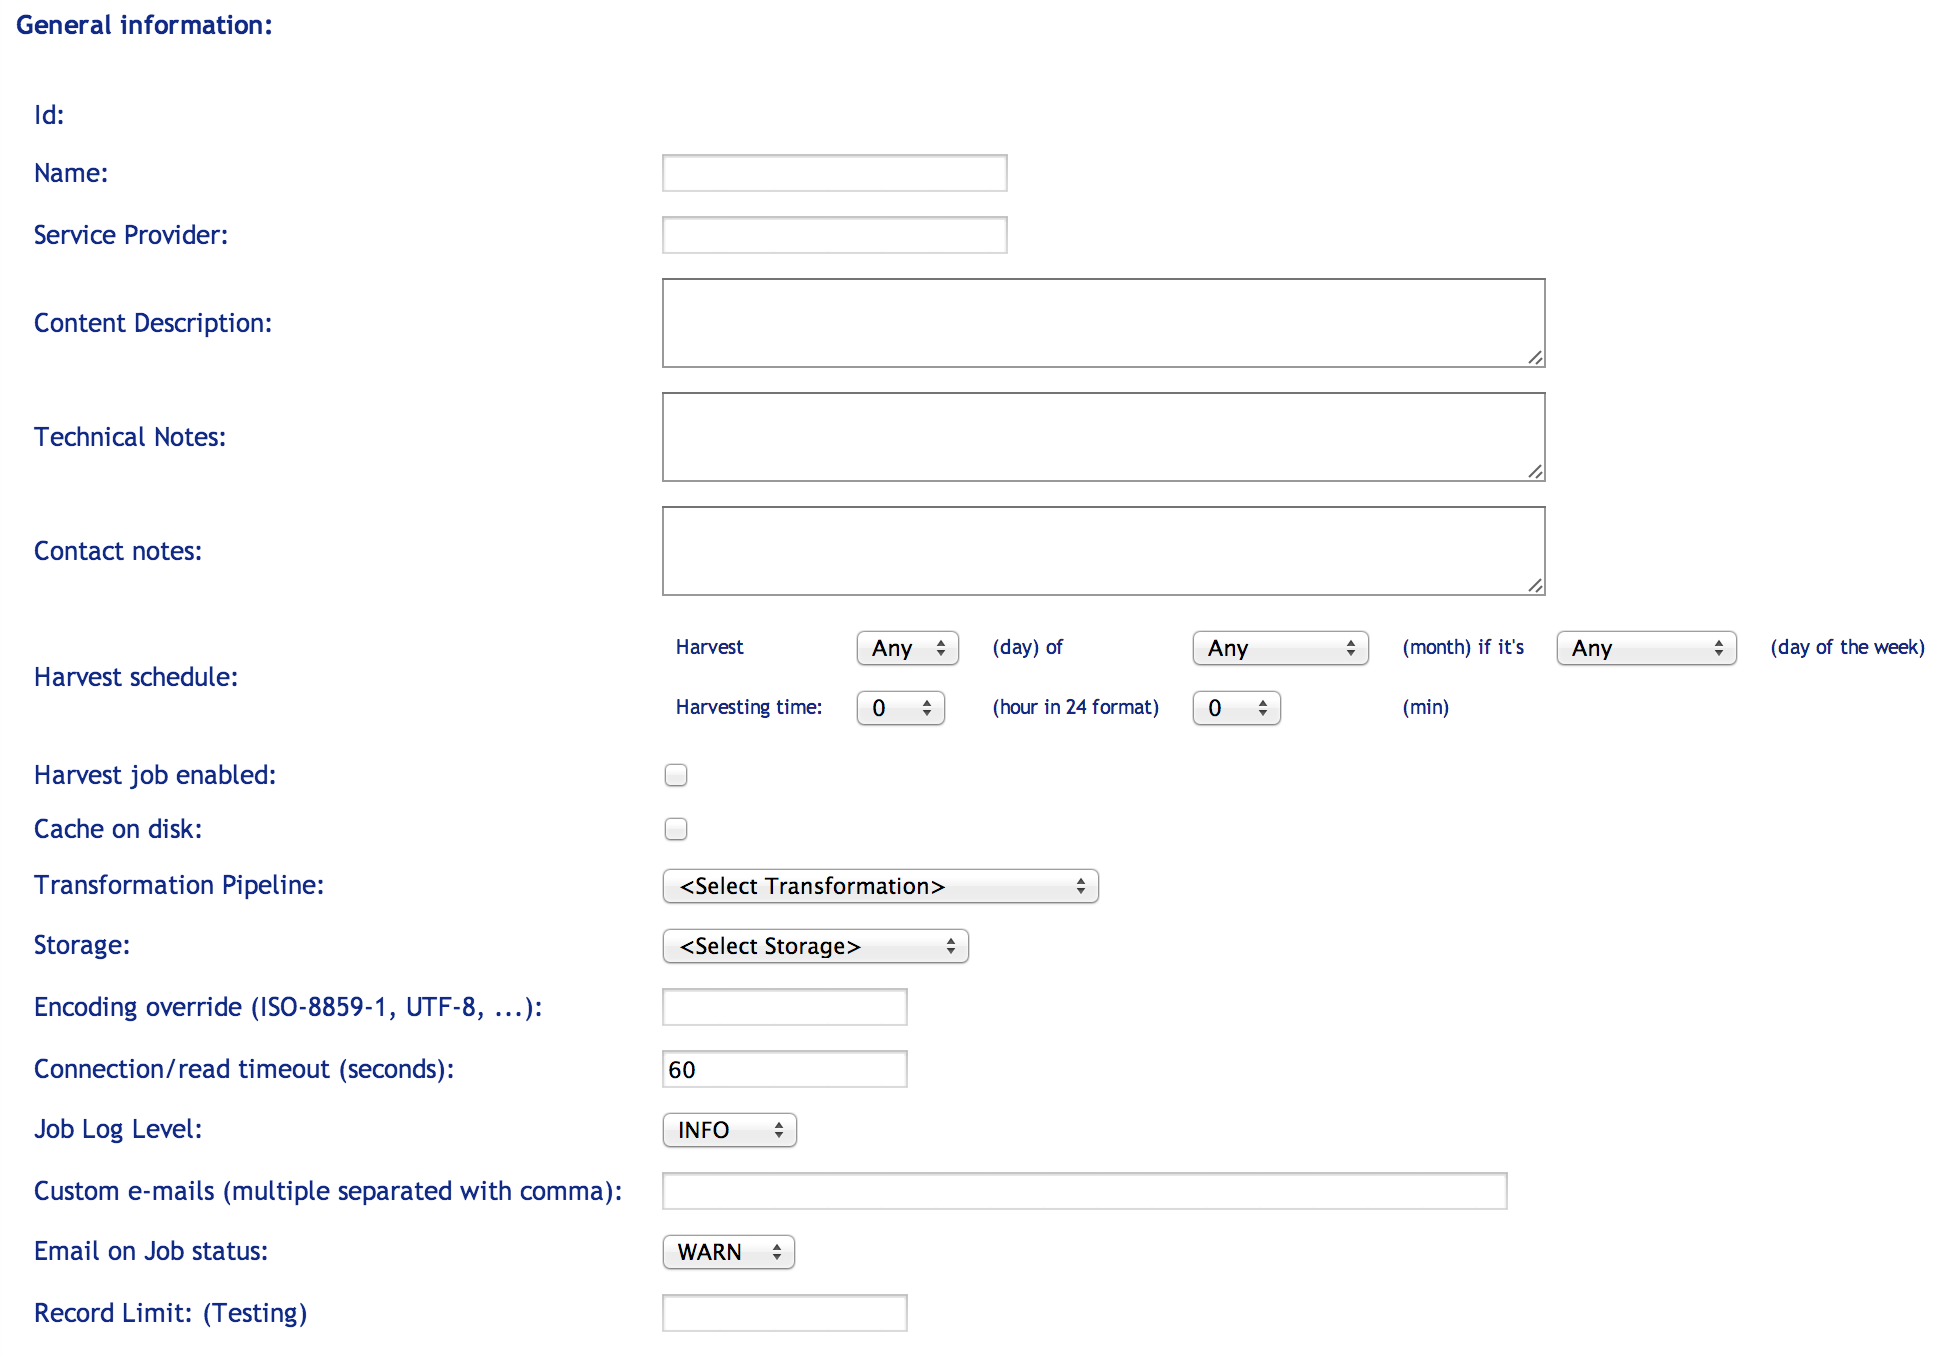 General information:
Id:
Name:
Service Provider:
Content Description:
Technical Notes:
Contact notes:
Harvest schedule:
Harvest Any (day) of Any (month) if it's Any (day of the week)
Harvesting time: 0 (hour in 24 format) 0 (min)
Harvest job enabled:
Cache on disk:
Transformation Pipeline: <Select Transformation>
Storage: <Select Storage>
Encoding override (ISO-8859-1, UTF-8, ...):
Connection/read timeout (seconds): 60
Job Log Level: INFO
Custom e-mails (multiple separated with comma):
Email on Job status: WARN
Record Limit: (Testing)